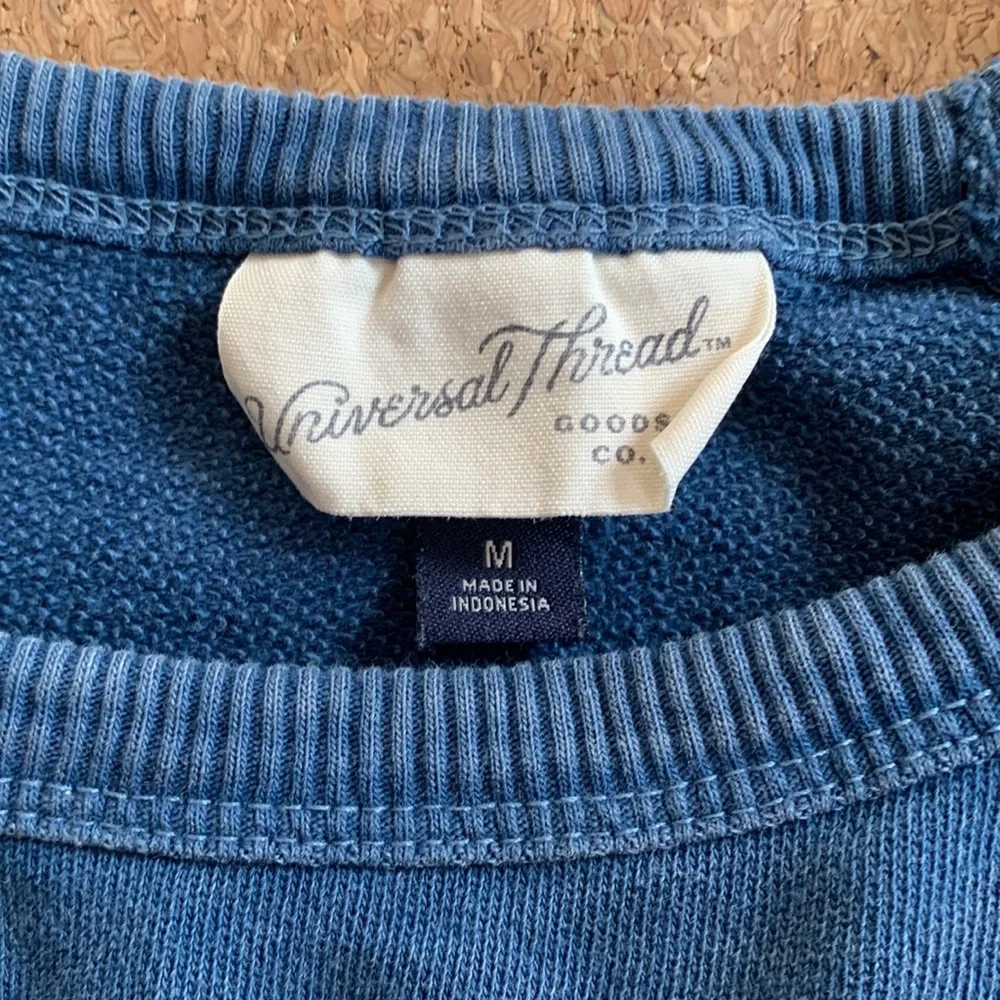 Universal Thread™
GOODS
CO.
M
MADE IN
INDONESIA